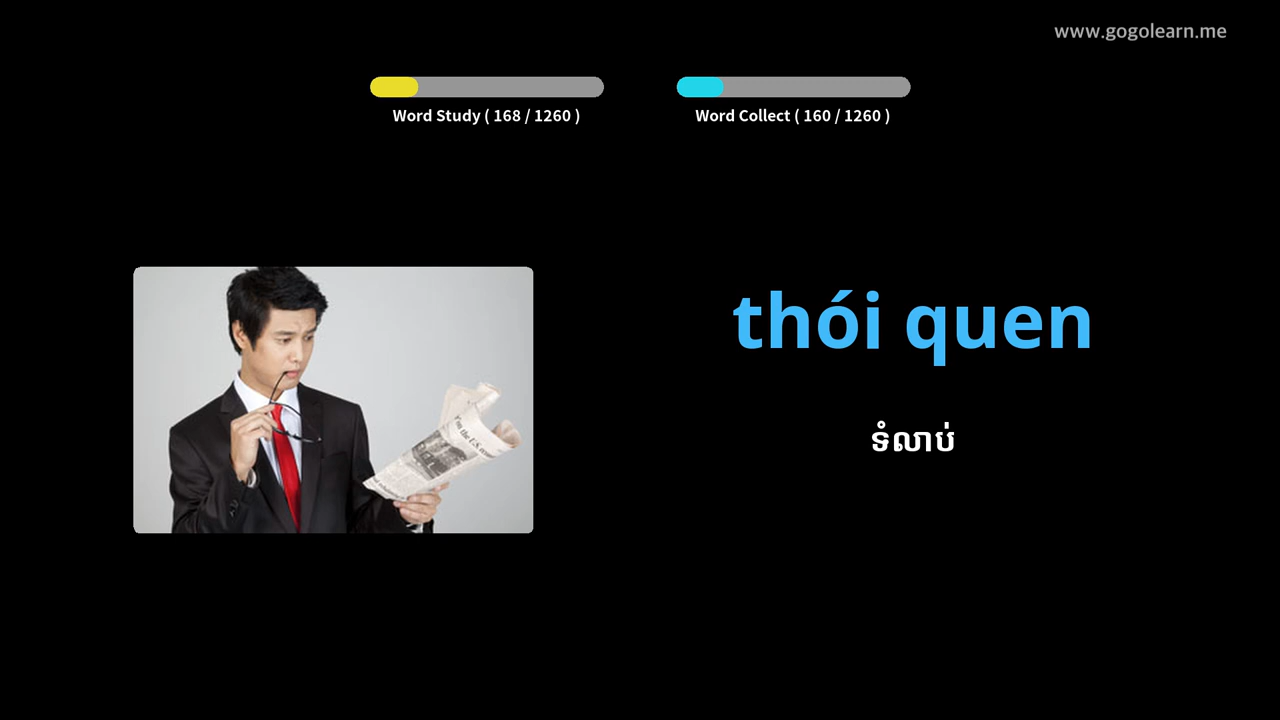 www.gogolearn.me
Word Study ( 168 / 1260 )
Word Collect ( 160 / 1260 )
thói quen
ទំលាប់